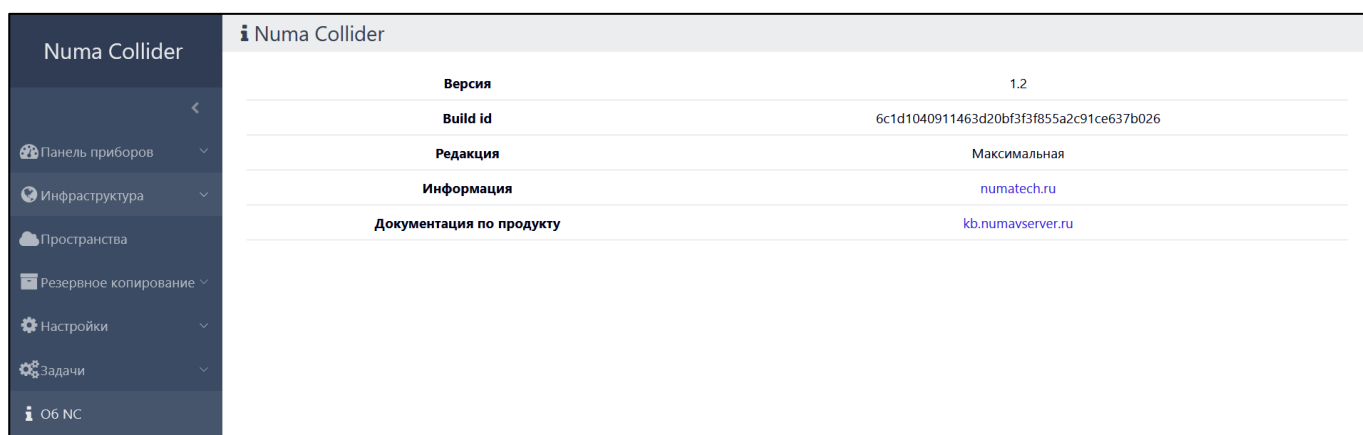 Numa Collider
Numa Collider
Версия 1.2
Build id 6c1d1040911463d20bf3f3f855a2c91ce637b026
Редакция Максимальная
Информация numatech.ru
Документация по продукту kb.numavserver.ru
Панель приборов
Инфраструктура
Пространства
Резервное копирование
Настройки
Задачи
Об NC